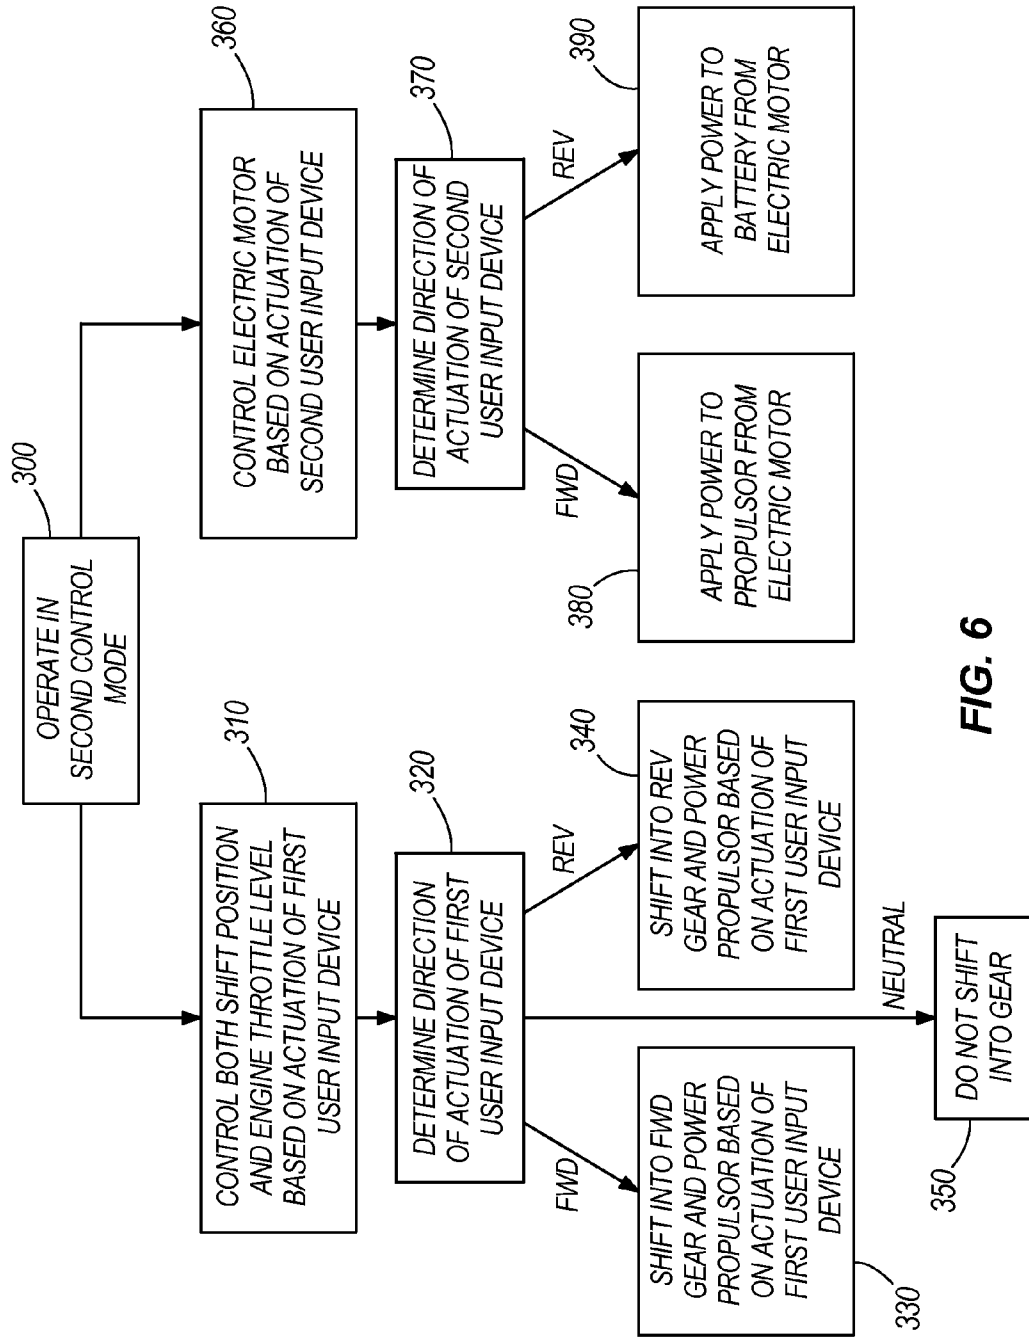 300
OPERATE IN
SECOND CONTROL
MODE
310
CONTROL BOTH SHIFT POSITION
AND ENGINE THROTTLE LEVEL
BASED ON ACTUATION OF FIRST
USER INPUT DEVICE
360
CONTROL ELECTRIC MOTOR
BASED ON ACTUATION OF
SECOND USER INPUT DEVICE
320
DETERMINE DIRECTION
OF ACTUATION OF FIRST
USER INPUT DEVICE
370
DETERMINE DIRECTION OF
ACTUATION OF SECOND
USER INPUT DEVICE
FWD
REV
FWD
REV
330
SHIFT INTO FWD
GEAR AND POWER
PROPULSOR BASED
ON ACTUATION OF
FIRST USER INPUT
DEVICE
340
SHIFT INTO REV
GEAR AND POWER
PROPULSOR BASED
ON ACTUATION OF
FIRST USER INPUT
DEVICE
380
APPLY POWER TO
PROPULSOR FROM
ELECTRIC MOTOR
390
APPLY POWER TO
BATTERY FROM
ELECTRIC MOTOR
NEUTRAL
350
DO NOT SHIFT
INTO GEAR
FIG. 6